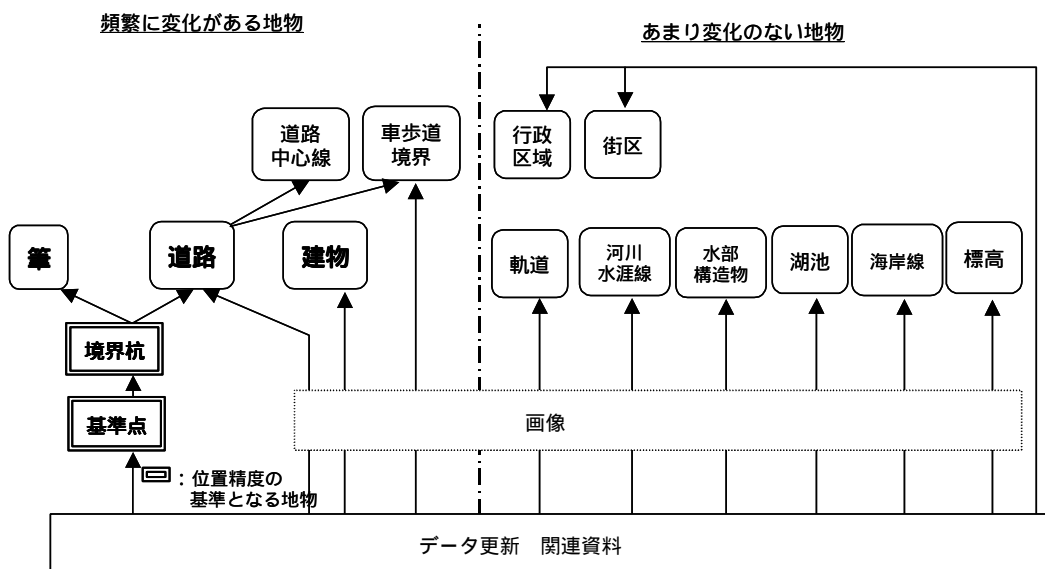 頻繁に変化がある地物
あまり変化のない地物
道路
中心線
車歩道
境界
行政
区域
街区
筆
道路
建物
軌道
河川
水涯線
水部
構造物
湖池
海岸線
標高
境界杭
基準点
画像
：位置精度の
基準となる地物
データ更新　関連資料